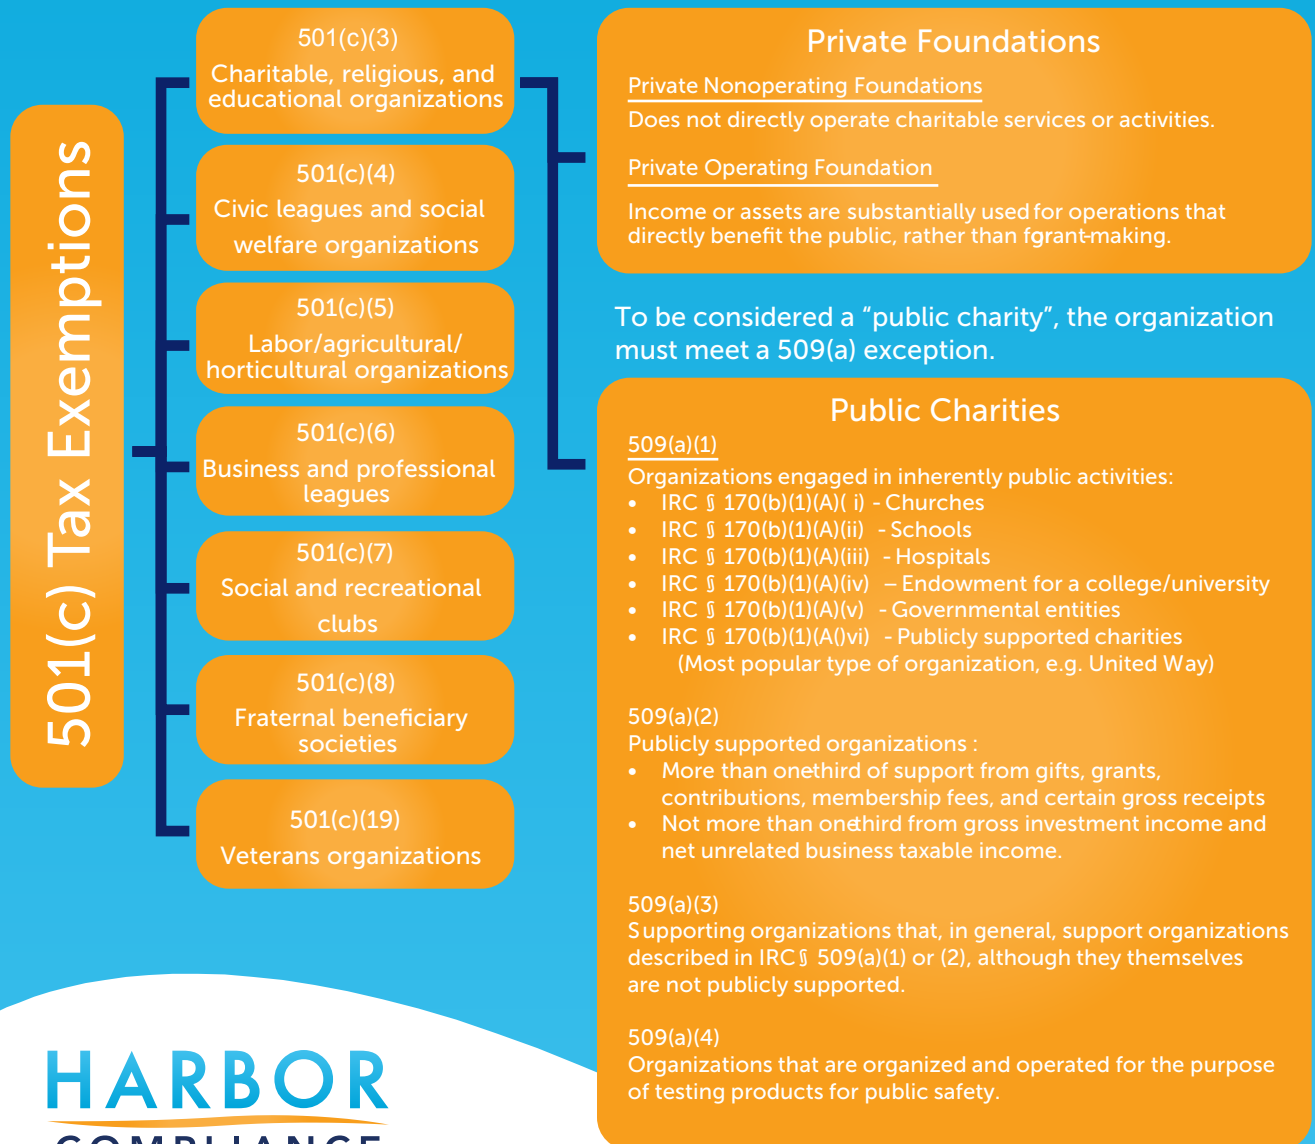 501(c) Tax Exemptions
501(c)(3)
Charitable, religious, and
educational organizations
501(c)(4)
Civic leagues and social
welfare organizations
501(c)(5)
Labor/agricultural/
horticultural organizations
501(c)(6)
Business and professional
leagues
501(c)(7)
Social and recreational
clubs
501(c)(8)
Fraternal beneficiary
societies
501(c)(19)
Veterans organizations
Private Foundations
Private Nonoperating Foundations
Does not directly operate charitable services or activities.
Private Operating Foundation
Income or assets are substantially used for operations that
directly benefit the public, rather than fgrant-making.
To be considered a “public charity”, the organization
must meet a 509(a) exception.
Public Charities
509(a)(1)
Organizations engaged in inherently public activities:
• IRC § 170(b)(1)(A)( i) - Churches
• IRC § 170(b)(1)(A)(ii) - Schools
• IRC § 170(b)(1)(A)(iii) - Hospitals
• IRC § 170(b)(1)(A)(iv) – Endowment for a college/university
• IRC § 170(b)(1)(A)(v) - Governmental entities
• IRC § 170(b)(1)(A()vi) - Publicly supported charities
(Most popular type of organization, e.g. United Way)
509(a)(2)
Publicly supported organizations :
• More than onethird of support from gifts, grants,
contributions, membership fees, and certain gross receipts
• Not more than onethird from gross investment income and
net unrelated business taxable income.
509(a)(3)
Supporting organizations that, in general, support organizations
described in IRC§ 509(a)(1) or (2), although they themselves
are not publicly supported.
509(a)(4)
Organizations that are organized and operated for the purpose
of testing products for public safety.
HARBOR
COMPLIANCE